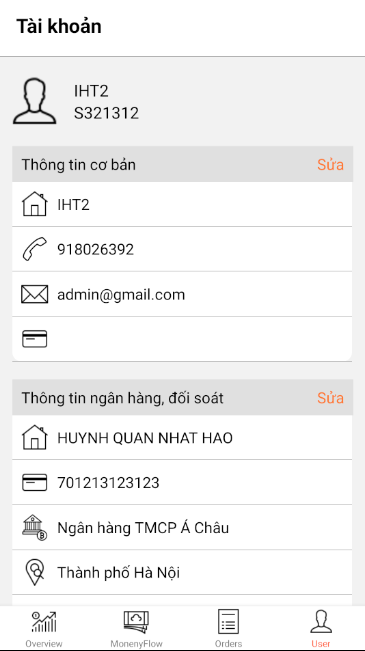 Tài khoản
IHT2
S321312
Thông tin cơ bản Sửa
IHT2
918026392
admin@gmail.com
Thông tin ngân hàng, đối soát Sửa
HUYNH QUAN NHAT HAO
701213123123
Ngân hàng TMCP Á Châu
Thành phố Hà Nội
Overview MonenyFlow Orders User